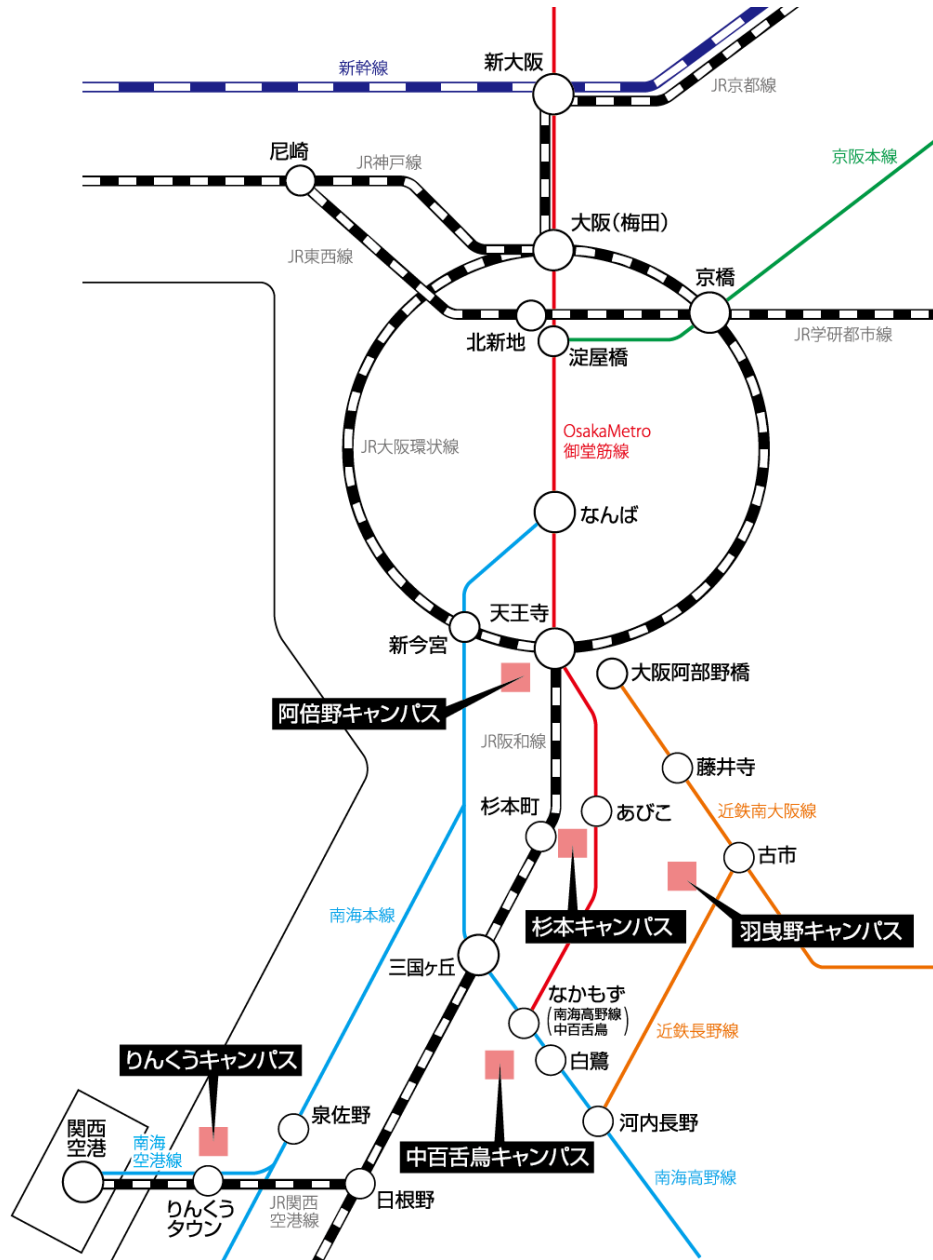 新大阪
新幹線
JR京都線
尼崎
JR神戸線
京阪本線
大阪(梅田)
JR東西線
京橋
北新地
淀屋橋
JR学研都市線
OsakaMetro
御堂筋線
JR大阪環状線
なんば
天王寺
新今宮
大阪阿部野橋
阿倍野キャンパス
JR阪和線
藤井寺
杉本町
あびこ
近鉄南大阪線
古市
南海本線
杉本キャンパス
羽曳野キャンパス
三国ヶ丘
なかもず
(南海高野線
中百舌鳥)
近鉄長野線
りんくうキャンパス
白鷺
泉佐野
河内長野
関西
空港
南海
空港線
中百舌鳥キャンパス
南海高野線
りんくう
タウン
JR関西
空港線
日根野